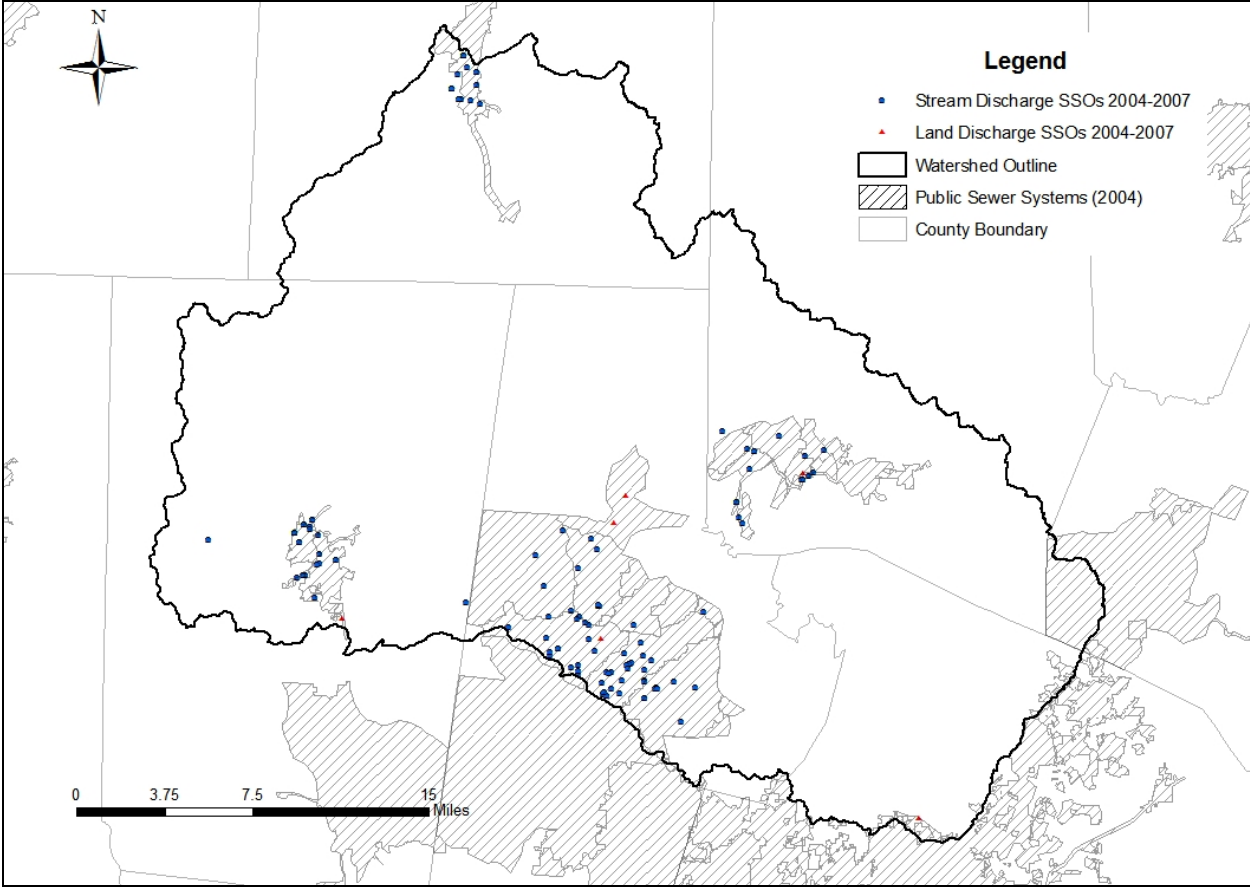 N
Legend
Stream Discharge SSOs 2004-2007
Land Discharge SSOs 2004-2007
Watershed Outline
Public Sewer Systems (2004)
County Boundary
0 3.75 7.5 15
Miles